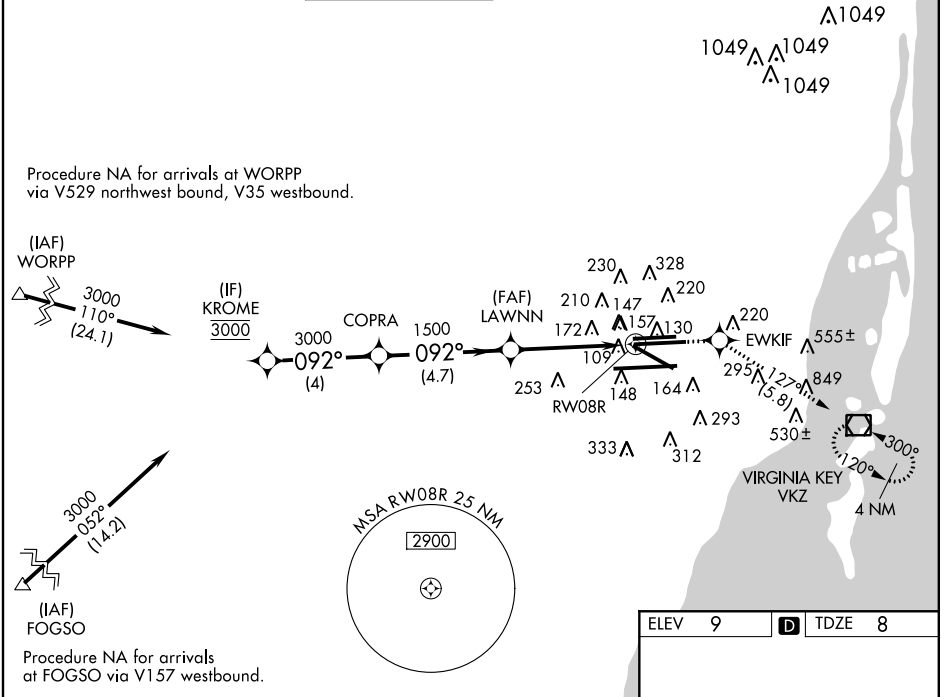 1049
1049
1049
1049
Procedure NA for arrivals at WORPP
via V529 northwest bound, V35 westbound.
(IAF)
WORPP
3000
110°
(24.1)
(IF)
KROME
3000
3000
092°
(4)
COPRA
1500
092°
(4.7)
(FAF)
LAWNN
230
328
210
147
220
172
157
130
109
220
EWKIF
555±
253
RW08R
148
164
295
127°
(5.8)
849
293
530±
333
312
300°
120°
VIRGINIA KEY
VKZ
4 NM
3000
052°
(14.2)
(IAF)
FOGSO
Procedure NA for arrivals
at FOGSO via V157 westbound.
MSA RW08R 25 NM
2900
ELEV 9 D TDZE 8